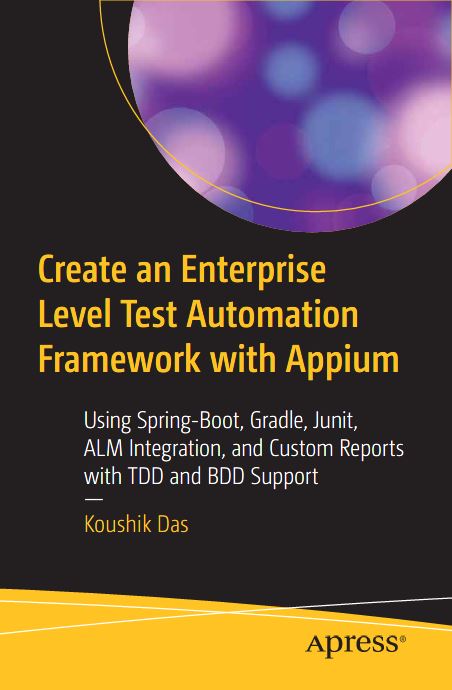 Create an Enterprise
Level Test Automation
Framework with Appium
Using Spring-Boot, Gradle, Junit,
ALM Integration, and Custom Reports
with TDD and BDD Support
—
Koushik Das
Apress®